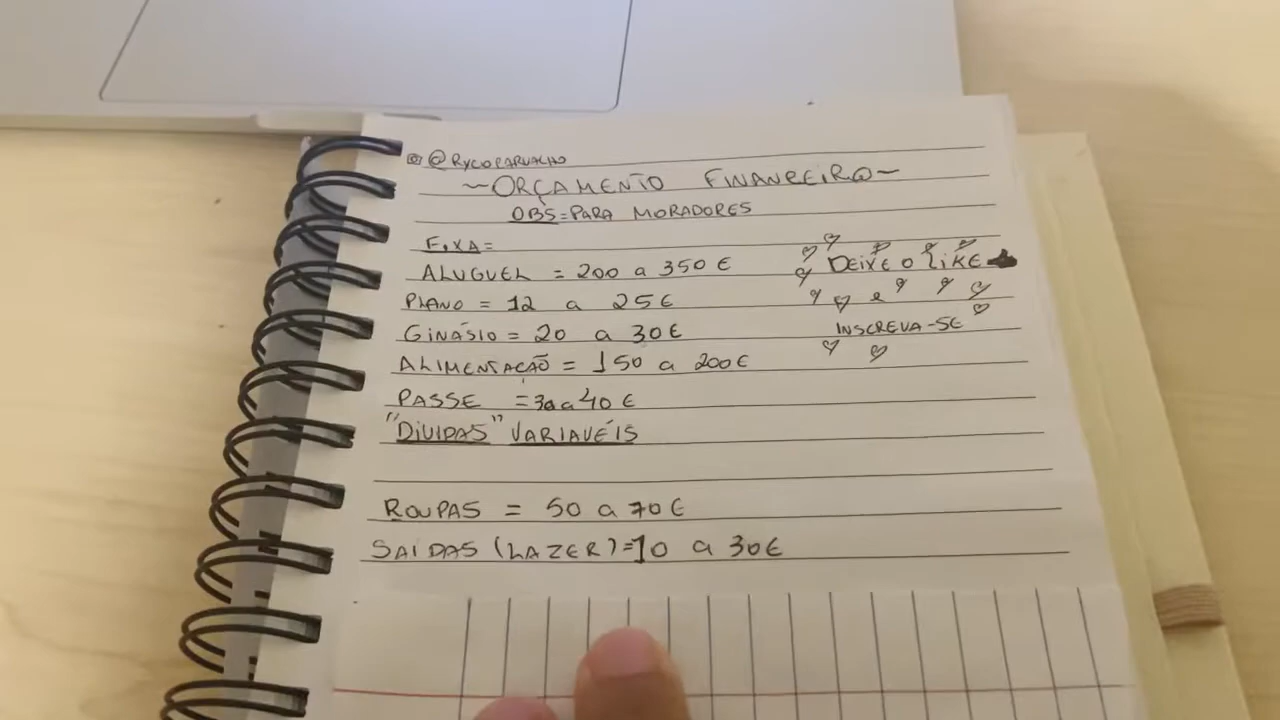 @RYCOCARVALHO
~ORÇAMENTO FINANCEIRO~
OBS=PARA MORADORES
FIXA=
ALUGUEL = 200 a 350 €
PLANO = 12 a 25€
GINÁSIO = 20 a 30€
ALIMENTAÇÃO = 150 a 200€
PASSE = 30 a 40 €
"DIVIDAS" VARIAVÉIS
ROUPAS = 50 a 70€
SAIDAS (LAZER)=10 a 30€
DEIXE O LIKE
e
INSCREVA-SE